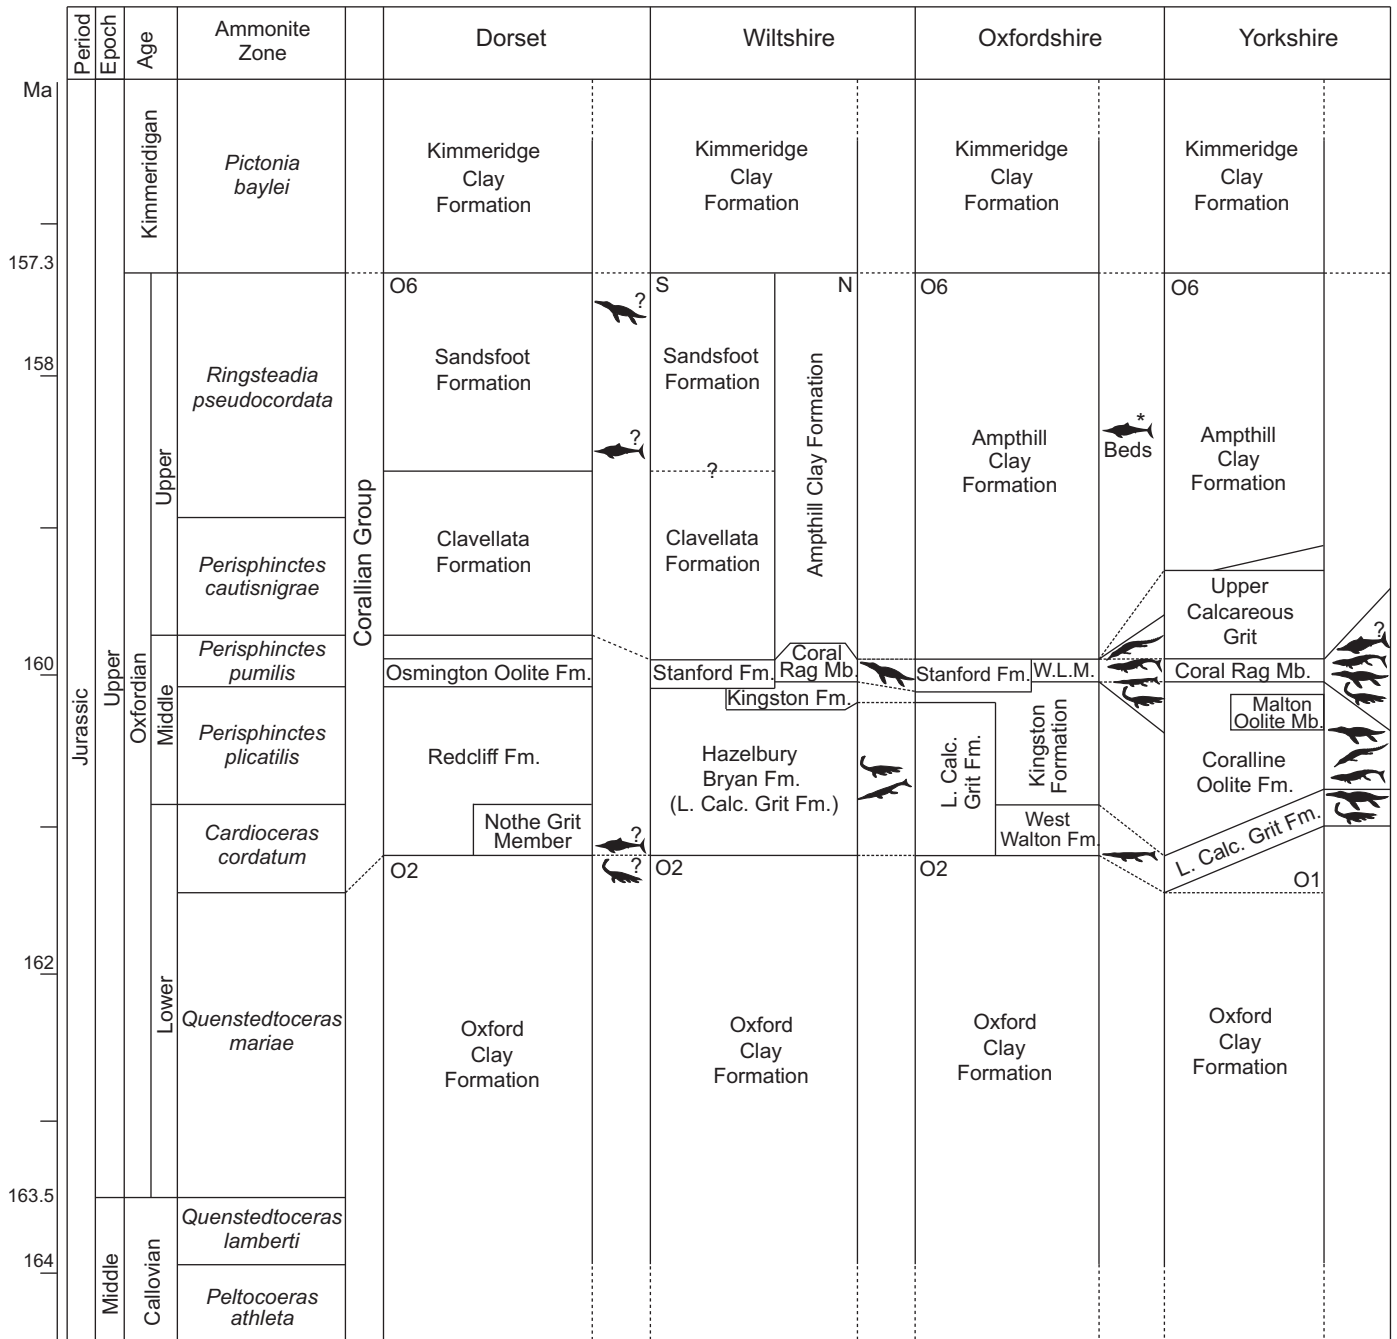 Period
Epoch
Age
Ammonite
Zone
Dorset
Wiltshire
Oxfordshire
Yorkshire
Ma
157.3
158
160
162
163.5
164
Jurassic
Upper
Middle
Kimmeridigan
Oxfordian
Callovian
Upper
Middle
Lower
Pictonia
baylei
Ringsteadia
pseudocordata
Perisphinctes
cautisnigrae
Perisphinctes
pumilis
Perisphinctes
plicatilis
Cardioceras
cordatum
Quenstedtoceras
mariae
Quenstedtoceras
lamberti
Peltocoeras
athleta
Corallian Group
Kimmeridge
Clay
Formation
O6
Sandsfoot
Formation
Clavellata
Formation
Osmington Oolite Fm.
Redcliff Fm.
Nothe Grit
Member
O2
Oxford
Clay
Formation
?
?
?
?
Kimmeridge
Clay
Formation
S
N
Sandsfoot
Formation
?
Clavellata
Formation
Ampthill Clay Formation
Coral
Rag Mb.
Stanford Fm.
Kingston Fm.
Hazelbury
Bryan Fm.
(L. Calc. Grit Fm.)
O2
Oxford
Clay
Formation
Kimmeridge
Clay
Formation
O6
Ampthill
Clay
Formation
*
Beds
Stanford Fm.
W.L.M.
L. Calc.
Grit Fm.
Kingston
Formation
West
Walton Fm.
O2
Oxford
Clay
Formation
Kimmeridge
Clay
Formation
O6
Ampthill
Clay
Formation
Upper
Calcareous
Grit
?
Coral Rag Mb.
Malton
Oolite Mb.
Coralline
Oolite Fm.
L. Calc. Grit Fm.
O1
Oxford
Clay
Formation